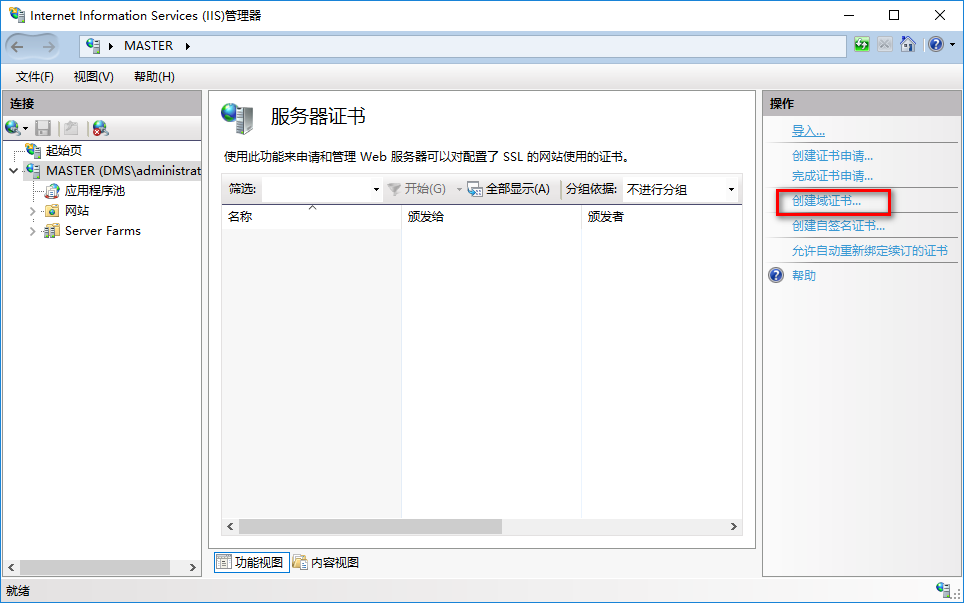 Internet Information Services (IIS)管理器
MASTER
文件(F) 视图(V) 帮助(H)
连接
起始页
MASTER (DMS\administrat
应用程序池
网站
Server Farms
服务器证书
使用此功能来申请和管理 Web 服务器可以对配置了 SSL 的网站使用的证书。
筛选: 开始(G) 全部显示(A) 分组依据: 不进行分组
名称 颁发给 颁发者
功能视图 内容视图
操作
导入...
创建证书申请...
完成证书申请...
创建域证书...
创建自签名证书...
允许自动重新绑定续订的证书
帮助
就绪